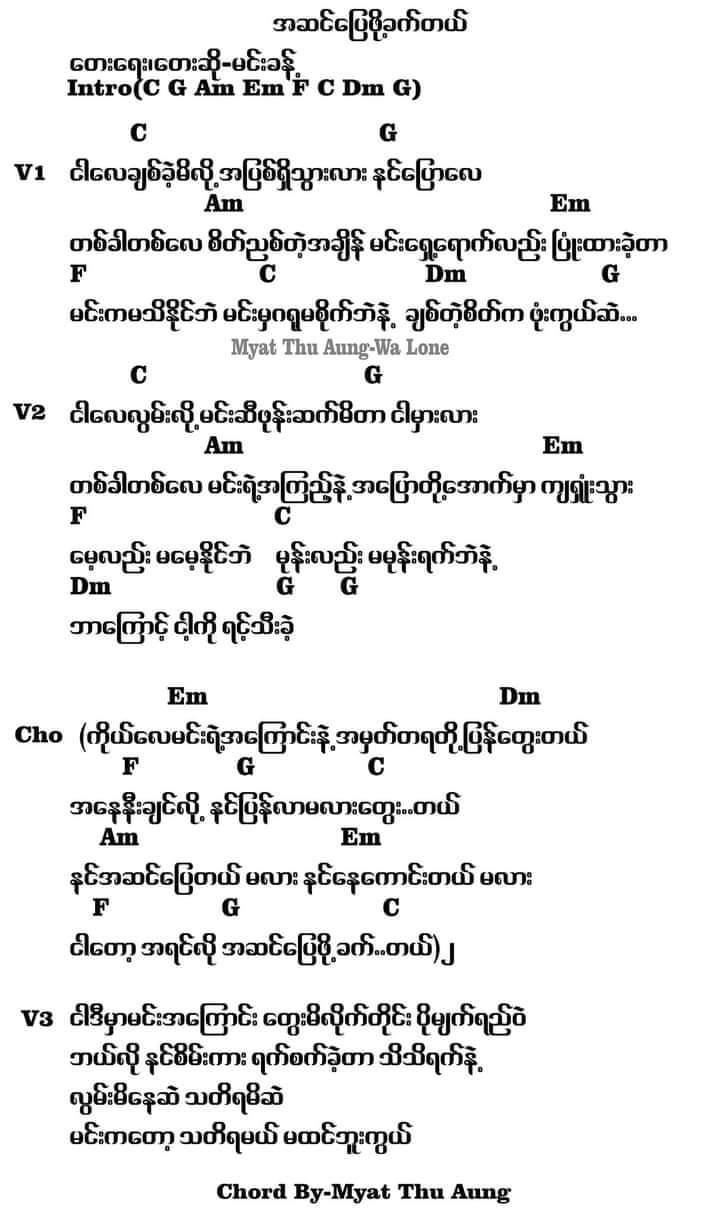 အဆင်ပြေဖို့ခက်တယ်
တေးရေး၊တေးဆို-မင်းခန့်
Intro(C G Am Em F C Dm G)
C G
V1 ငါလေချစ်ခဲ့မိလို့ အပြစ်ရှိသွားလား နင်ပြောလေ
Am Em
တစ်ခါတစ်လေ စိတ်ညစ်တဲ့အချိန် မင်းရှေ့ရောက်လည်း ပြုံးထားခဲ့တာ
F C Dm G
မင်းကမသိနိုင်ဘဲ မင်းမှဂရုမစိုက်ဘဲနဲ့ ချစ်တဲ့စိတ်က ဖုံးကွယ်ဆဲ...
Myat Thu Aung-Wa Lone
C G
V2 ငါလေလွမ်းလို့ မင်းဆီဖုန်းဆက်မိတာ ငါမှားလား
Am Em
တစ်ခါတစ်လေ မင်းရဲ့အကြည့်နဲ့ အပြောတို့အောက်မှာ ကျရှုံးသွား
F C
မေ့လည်း မမေ့နိုင်ဘဲ မုန်းလည်း မမုန်းရက်ဘဲနဲ့
Dm G G
ဘာကြောင့် ငါ့ကို ရင့်သီးခဲ့
Em Dm
Cho (ကိုယ်လေမင်းရဲ့အကြောင်းနဲ့ အမှတ်တရတို့ပြန်တွေးတယ်
F G C
အနေနီးချင်လို့ နင်ပြန်လာမလားတွေး..တယ်
Am Em
နင်အဆင်ပြေတယ် မလား နင်နေကောင်းတယ် မလား
F G C
ငါတော့ အရင်လို အဆင်ပြေဖို့ ခက်..တယ်)၂
V3 ငါဒီမှာမင်းအကြောင်း တွေးမိလိုက်တိုင်း ပိုမျက်ရည်ဝဲ
ဘယ်လို နင်စိမ်းကား ရက်စက်ခဲ့တာ သိသိရက်နဲ့
လွမ်းမိနေဆဲ သတိရမိဆဲ
မင်းကတော့ သတိရမယ် မထင်ဘူးကွယ်
Chord By-Myat Thu Aung